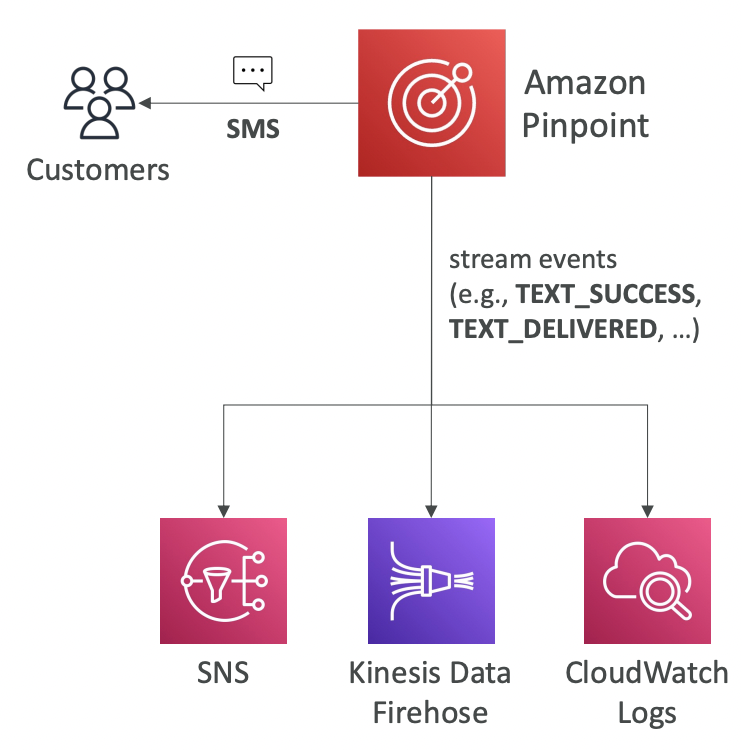 Amazon
Pinpoint
SMS
Customers
stream events
(e.g., TEXT_SUCCESS,
TEXT_DELIVERED, ...)
SNS
Kinesis Data
Firehose
CloudWatch
Logs